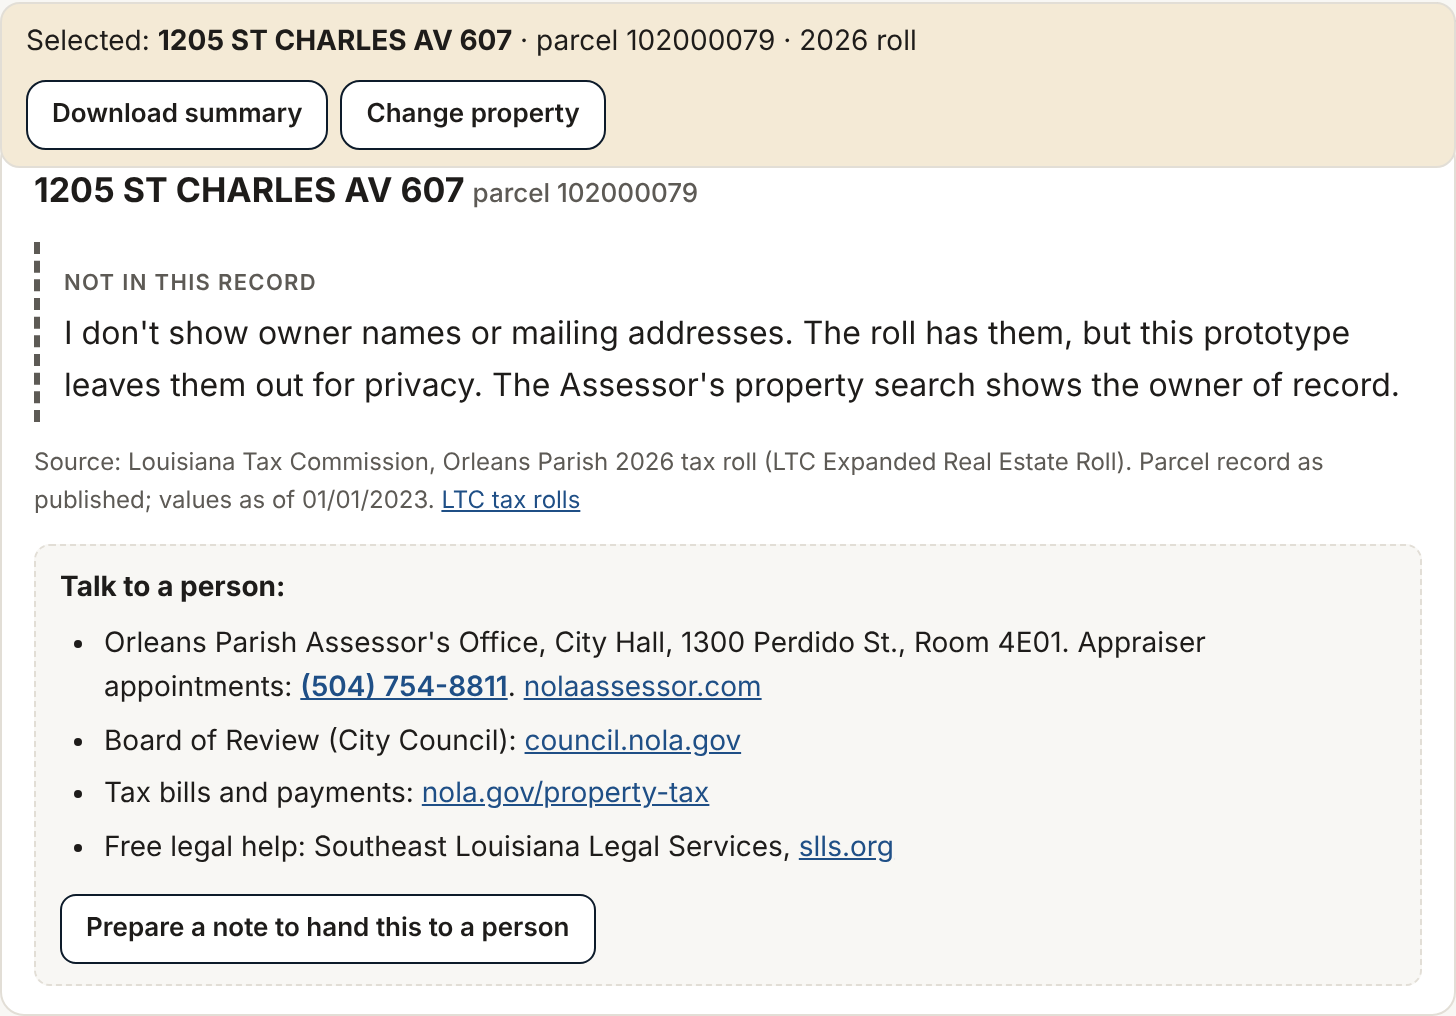 Selected: 1205 ST CHARLES AV 607 · parcel 102000079 · 2026 roll
Download summary Change property
1205 ST CHARLES AV 607 parcel 102000079
NOT IN THIS RECORD
I don't show owner names or mailing addresses. The roll has them, but this prototype
leaves them out for privacy. The Assessor's property search shows the owner of record.
Source: Louisiana Tax Commission, Orleans Parish 2026 tax roll (LTC Expanded Real Estate Roll). Parcel record as
published; values as of 01/01/2023. LTC tax rolls
Talk to a person:
• Orleans Parish Assessor's Office, City Hall, 1300 Perdido St., Room 4E01. Appraiser
appointments: (504) 754-8811. nolaassessor.com
• Board of Review (City Council): council.nola.gov
• Tax bills and payments: nola.gov/property-tax
• Free legal help: Southeast Louisiana Legal Services, slls.org
Prepare a note to hand this to a person